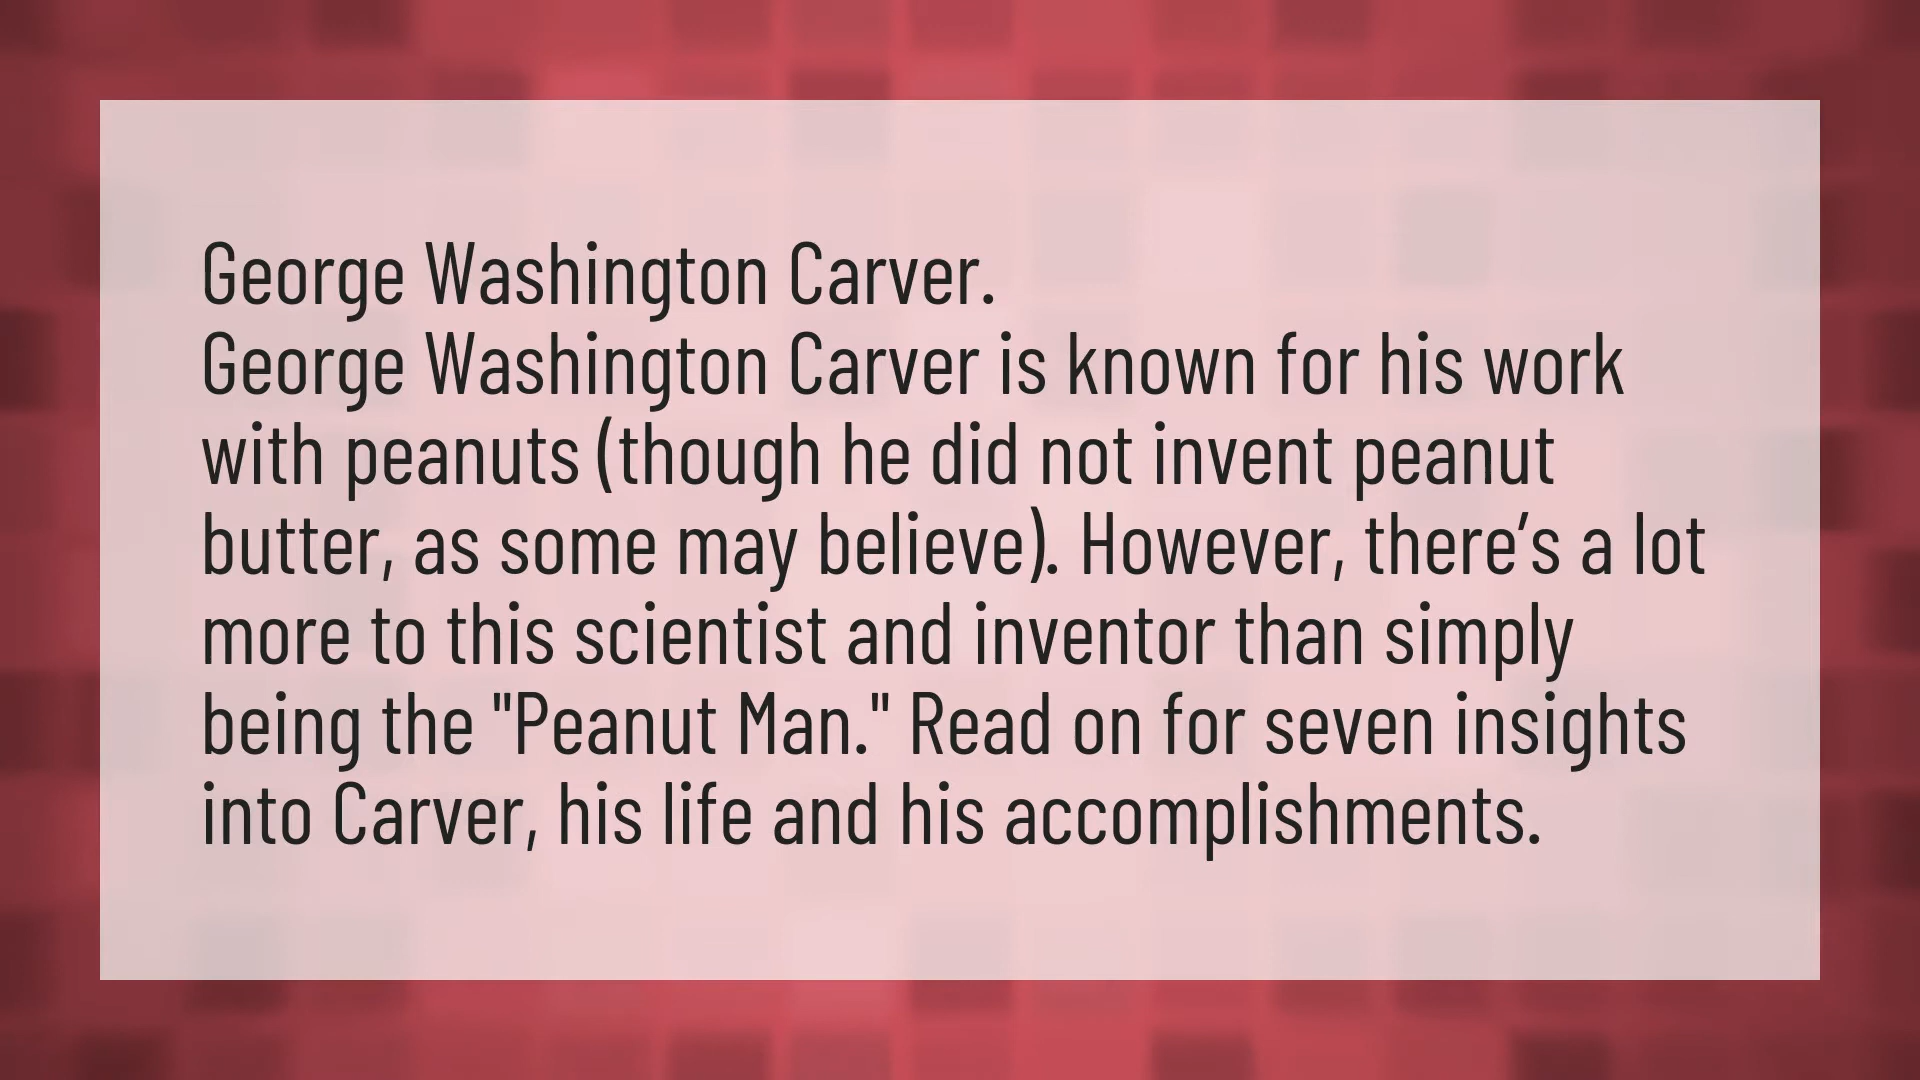 George Washington Carver.
George Washington Carver is known for his work
with peanuts (though he did not invent peanut
butter, as some may believe). However, there’s a lot
more to this scientist and inventor than simply
being the "Peanut Man." Read on for seven insights
into Carver, his life and his accomplishments.